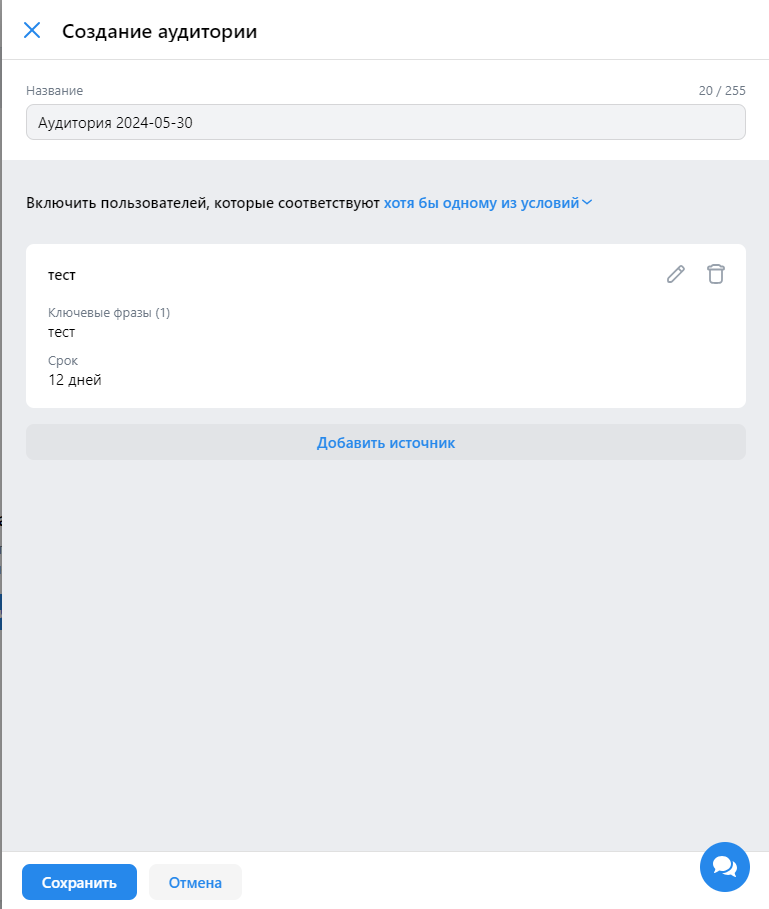 Создание аудитории
Название 20 / 255
Аудитория 2024-05-30
Включить пользователей, которые соответствуют хотя бы одному из условий
тест
Ключевые фразы (1)
тест
Срок
12 дней
Добавить источник
Сохранить Отмена